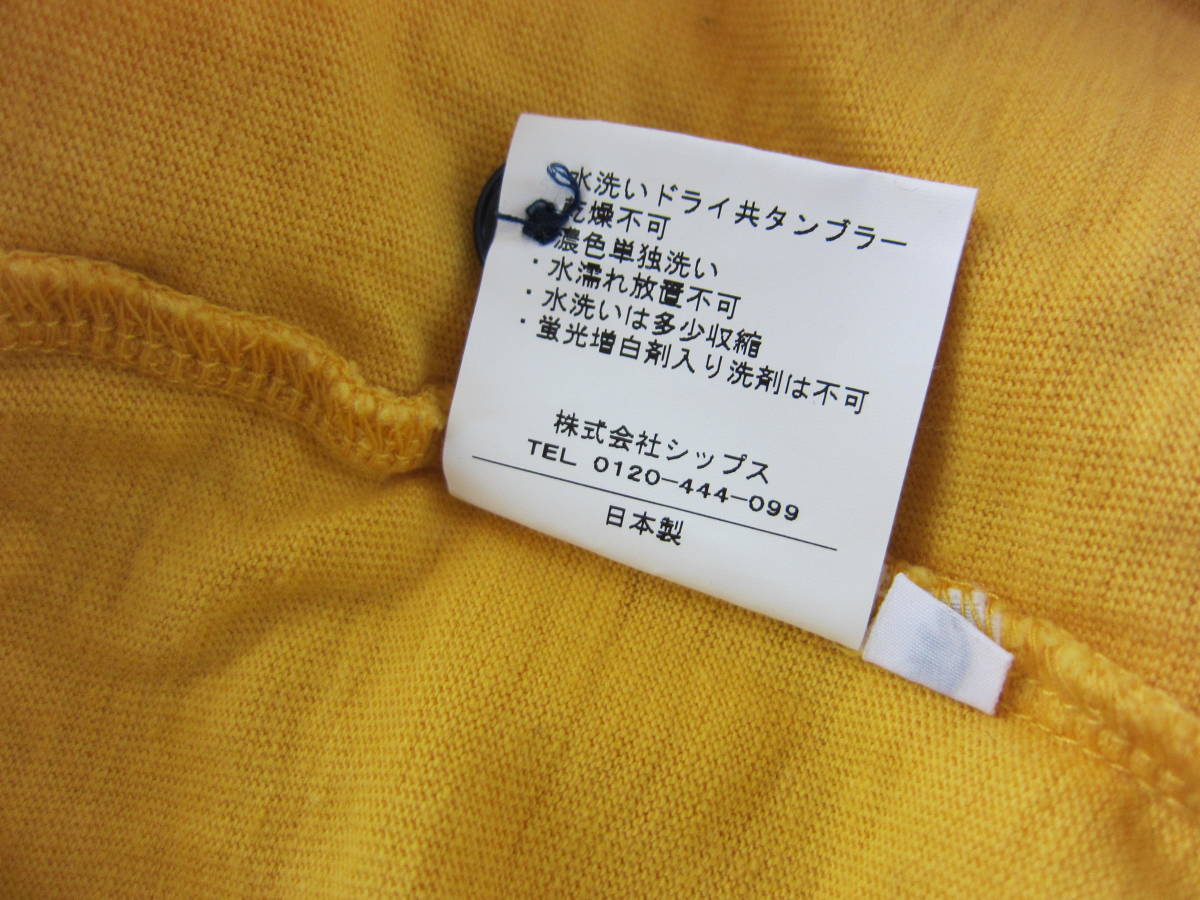 水洗いドライ共タンブラー
乾燥不可
濃色単独洗い
・水濡れ放置不可
・水洗いは多少収縮
・蛍光増白剤入り洗剤は不可
株式会社シップス
TEL 0120-444-099
日本製